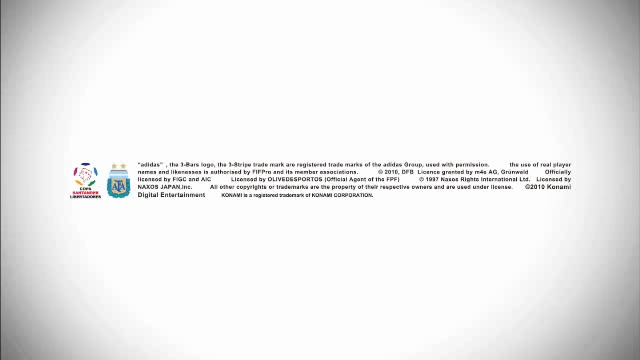 COPA
SANTANDER
LIBERTADORES
AFA
"adidas" , the 3-Bars logo, the 3-Stripe trade mark are registered trade marks of the adidas Group, used with permission. the use of real player
names and likenesses is authorised by FIFPro and its member associations. © 2010, DFB Licence granted by m4e AG, Grünwald Officially
licensed by FIGC and AIC Licensed by OLIVEDESPORTOS (Official Agent of the FPF) © 1997 Naxos Rights International Ltd. Licensed by
NAXOS JAPAN.Inc. All other copyrights or trademarks are the property of their respective owners and are used under license. ©2010 Konami
Digital Entertainment KONAMI is a registered trademark of KONAMI CORPORATION.